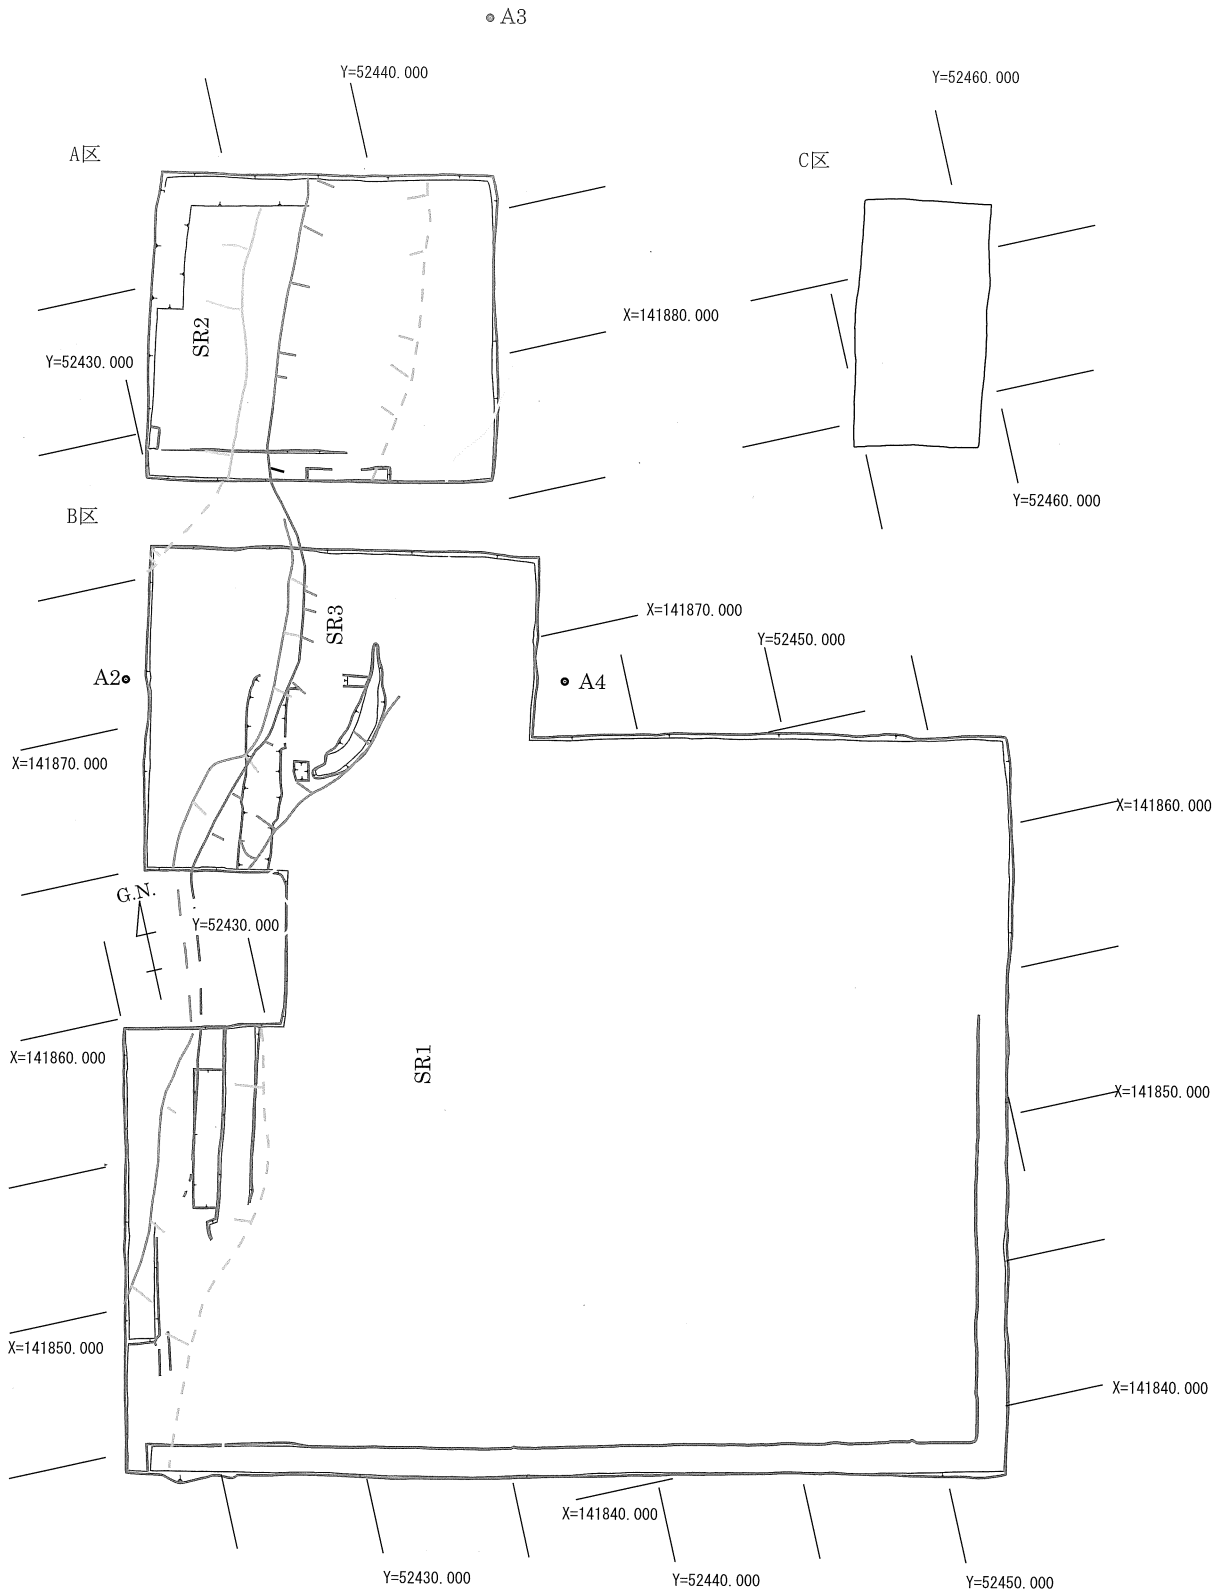 A3
Y=52440.000
Y=52460.000
A区
C区
X=141880.000
SR2
Y=52430.000
Y=52460.000
B区
X=141870.000
SR3
Y=52450.000
A2
A4
X=141870.000
X=141860.000
G.N.
Y=52430.000
X=141860.000
SR1
X=141850.000
X=141850.000
X=141840.000
X=141840.000
Y=52430.000
Y=52440.000
Y=52450.000